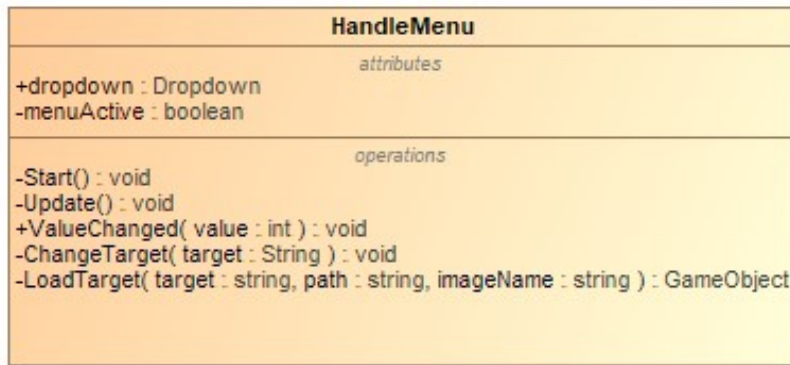 HandleMenu
attributes
+dropdown : Dropdown
-menuActive : boolean
operations
-Start() : void
-Update() : void
+ValueChanged( value : int ) : void
-ChangeTarget( target : String ) : void
-LoadTarget( target : string, path : string, imageName : string ) : GameObject